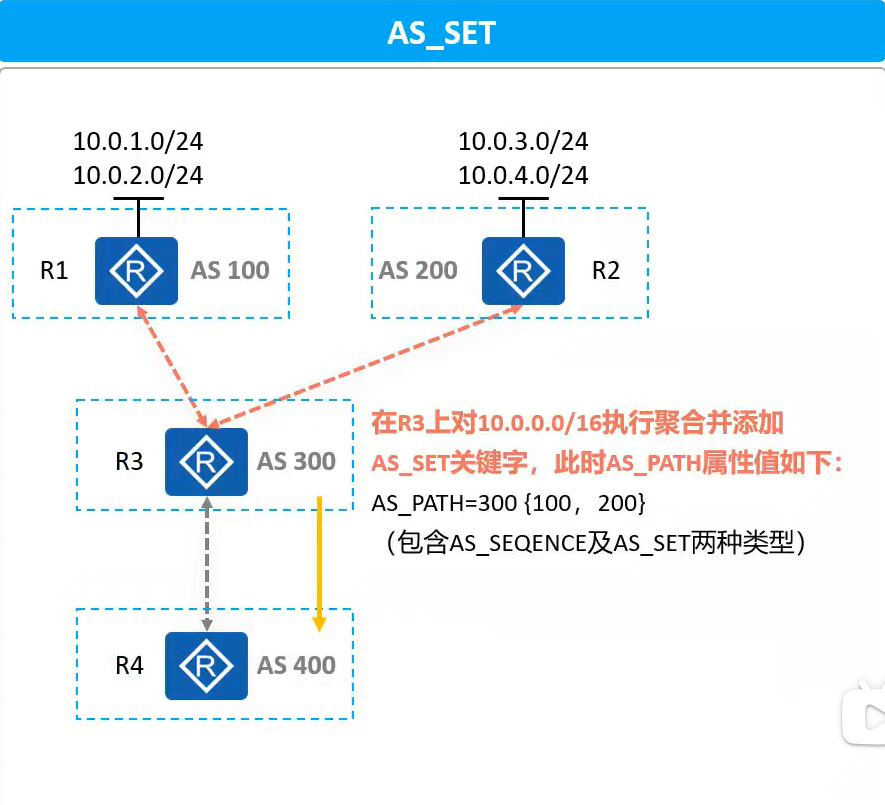 AS_SET
10.0.1.0/24
10.0.2.0/24
10.0.3.0/24
10.0.4.0/24
R1
R
AS 100
AS 200
R
R2
R3
R
AS 300
在R3上对10.0.0.0/16执行聚合并添加
AS_SET关键字，此时AS_PATH属性值如下：
AS_PATH=300 {100，200}
（包含AS_SEQENCE及AS_SET两种类型）
R4
R
AS 400